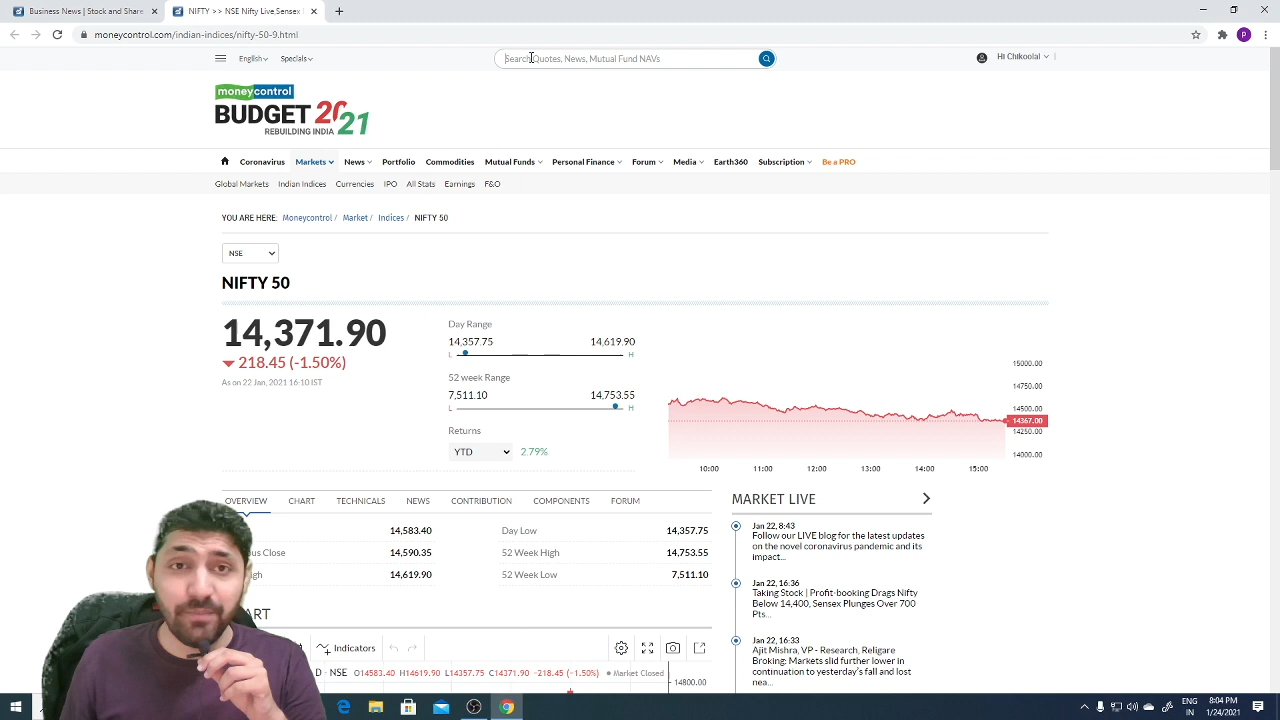 Business News | Stock and Share
NIFTY > > NSE Nifty Live,Sensex
moneycontrol.com/indian-indices/nifty-50-9.html
P
English
Specials
Search Quotes, News, Mutual Fund NAVs
Hi Chikoolal
moneycontrol
BUDGET 2021
REBUILDING INDIA
Coronavirus Markets News Portfolio Commodities Mutual Funds Personal Finance Forum Media Earth360 Subscription Be a PRO
Global Markets Indian Indices Currencies IPO All Stats Earnings F&O
YOU ARE HERE: Moneycontrol / Market / Indices / NIFTY 50
NSE
NIFTY 50
14,371.90
218.45 (-1.50%)
As on 22 Jan, 2021 16:10 IST
Day Range
14,357.75 14,619.90
L H
52 week Range
7,511.10 14,753.55
L H
Returns
YTD 2.79%
15000.00
14750.00
14500.00
14367.00
14250.00
14000.00
10:00 11:00 12:00 13:00 14:00 15:00
OVERVIEW CHART TECHNICALS NEWS CONTRIBUTION COMPONENTS FORUM
14,583.40 Day Low 14,357.75
Close 14,590.35 52 Week High 14,753.55
14,619.90 52 Week Low 7,511.10
MARKET LIVE
Jan 22, 8:43
Follow our LIVE blog for the latest updates
on the novel coronavirus pandemic and its
impact...
Jan 22, 16:36
Taking Stock | Profit-booking Drags Nifty
Below 14,400, Sensex Plunges Over 700
Pts...
Jan 22, 16:33
Ajit Mishra, VP - Research, Religare
Broking: Markets slid further lower in
continuation to yesterday's fall and lost
nea...
Indicators
D - NSE O14583.40 H14619.90 L14357.75 C14371.90 -218.45 (-1.50%) Market Closed
14800.00
ENG
IN
8:04 PM
1/24/2021